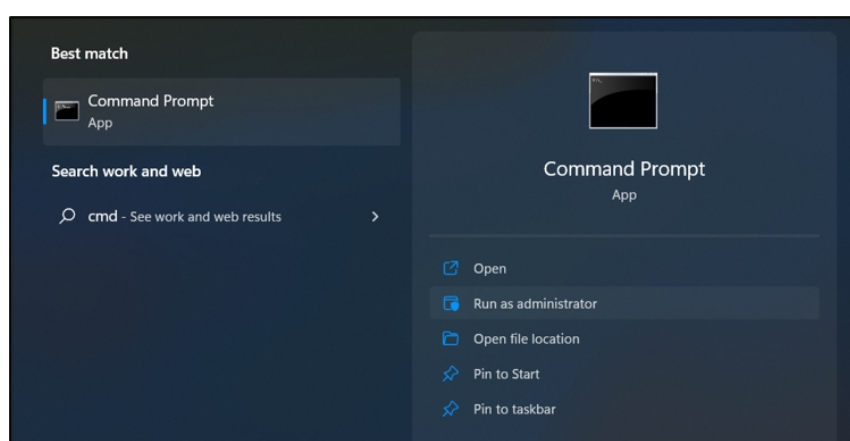 Best match
Command Prompt
App
Search work and web
cmd - See work and web results
Command Prompt
App
Open
Run as administrator
Open file location
Pin to Start
Pin to taskbar